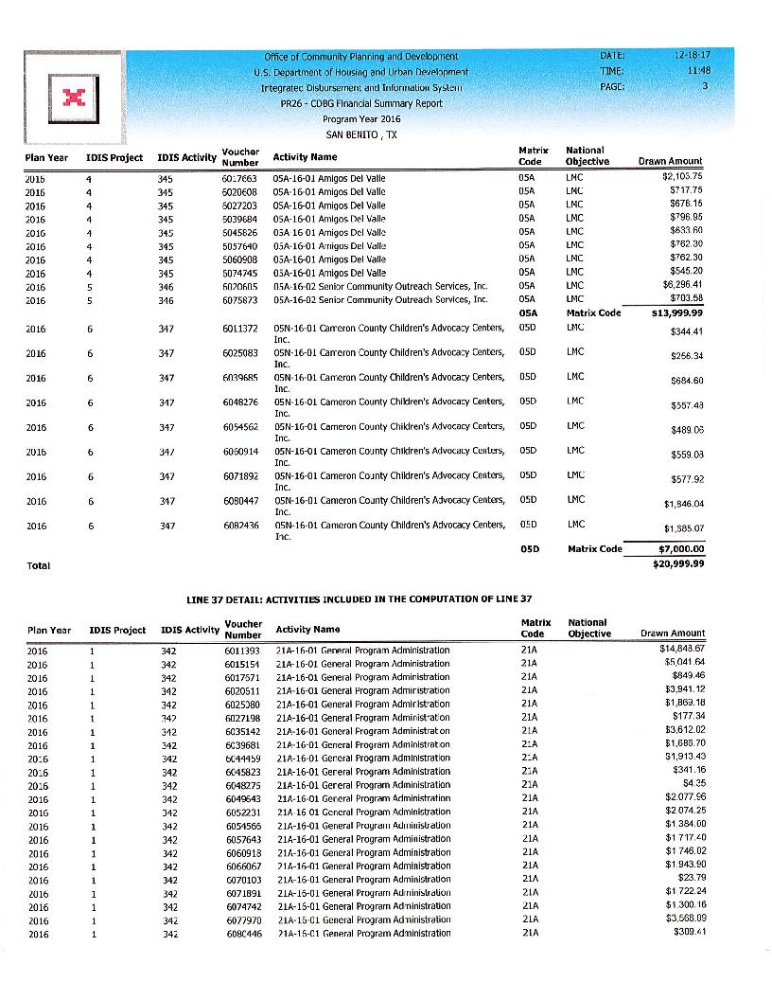 Office of Community Planning and Development DATE: 12-18-17
U.S. Department of Housing and Urban Development TIME: 11:48
Integrated Disbursement and Information System PAGE: 3
PR26 - CDBG Financial Summary Report
Program Year 2016
SAN BENITO , TX
Plan Year IDIS Project IDIS Activity Voucher Number Activity Name Matrix Code National Objective Drawn Amount
2016 4 345 6017663 05A-16-01 Amigos Del Valle 05A LMC $2,103.75
2016 4 345 6020608 05A-16-01 Amigos Del Valle 05A LMC $717.75
2016 4 345 6027203 05A-16-01 Amigos Del Valle 05A LMC $678.15
2016 4 345 6039684 05A-16-01 Amigos Del Valle 05A LMC $796.95
2016 4 345 6045826 05A-16-01 Amigos Del Valle 05A LMC $633.60
2016 4 345 6057640 05A-16-01 Amigos Del Valle 05A LMC $762.30
2016 4 345 6060908 05A-16-01 Amigos Del Valle 05A LMC $762.30
2016 4 345 6074745 05A-16-01 Amigos Del Valle 05A LMC $545.20
2016 5 346 6020605 05A-16-02 Senior Community Outreach Services, Inc. 05A LMC $6,296.41
2016 5 346 6075873 05A-16-02 Senior Community Outreach Services, Inc. 05A LMC $703.58
05A Matrix Code $13,999.99
2016 6 347 6011372 05N-16-01 Cameron County Children's Advocacy Centers, 05D LMC $344.41
Inc.
2016 6 347 6025083 05N-16-01 Cameron County Children's Advocacy Centers, 05D LMC $256.34
Inc.
2016 6 347 6039685 05N-16-01 Cameron County Children's Advocacy Centers, 05D LMC $684.60
Inc.
2016 6 347 6048276 05N-16-01 Cameron County Children's Advocacy Centers, 05D LMC $557.48
Inc.
2016 6 347 6054562 05N-16-01 Cameron County Children's Advocacy Centers, 05D LMC $489.06
Inc.
2016 6 347 6060914 05N-16-01 Cameron County Children's Advocacy Centers, 05D LMC $559.08
Inc.
2016 6 347 6071892 05N-16-01 Cameron County Children's Advocacy Centers, 05D LMC $577.92
Inc.
2016 6 347 6080447 05N-16-01 Cameron County Children's Advocacy Centers, 05D LMC $1,846.04
Inc.
2016 6 347 6082436 05N-16-01 Cameron County Children's Advocacy Centers, 05D LMC $1,685.07
Inc.
05D Matrix Code $7,000.00
Total $20,999.99
LINE 37 DETAIL: ACTIVITIES INCLUDED IN THE COMPUTATION OF LINE 37
Plan Year IDIS Project IDIS Activity Voucher Number Activity Name Matrix Code National Objective Drawn Amount
2016 1 342 6011393 21A-16-01 General Program Administration 21A $14,848.67
2016 1 342 6015154 21A-16-01 General Program Administration 21A $5,041.64
2016 1 342 6017671 21A-16-01 General Program Administration 21A $849.46
2016 1 342 6020611 21A-16-01 General Program Administration 21A $3,941.12
2016 1 342 6025080 21A-16-01 General Program Administration 21A $1,869.18
2016 1 342 6027198 21A-16-01 General Program Administration 21A $177.34
2016 1 342 6035142 21A-16-01 General Program Administration 21A $3,612.02
2016 1 342 6039681 21A-16-01 General Program Administration 21A $1,686.70
2016 1 342 6044459 21A-16-01 General Program Administration 21A $1,913.43
2016 1 342 6045823 21A-16-01 General Program Administration 21A $341.16
2016 1 342 6048275 21A-16-01 General Program Administration 21A $4.35
2016 1 342 6049643 21A-16-01 General Program Administration 21A $2,077.96
2016 1 342 6052231 21A-16-01 General Program Administration 21A $2,074.25
2016 1 342 6054566 21A-16-01 General Program Administration 21A $1,384.00
2016 1 342 6057643 21A-16-01 General Program Administration 21A $1,717.40
2016 1 342 6060918 21A-16-01 General Program Administration 21A $1,746.02
2016 1 342 6066067 21A-16-01 General Program Administration 21A $1,943.90
2016 1 342 6070103 21A-16-01 General Program Administration 21A $23.79
2016 1 342 6071891 21A-16-01 General Program Administration 21A $1,722.24
2016 1 342 6074742 21A-16-01 General Program Administration 21A $1,300.16
2016 1 342 6077970 21A-16-01 General Program Administration 21A $3,568.09
2016 1 342 6080446 21A-16-01 General Program Administration 21A $309.41